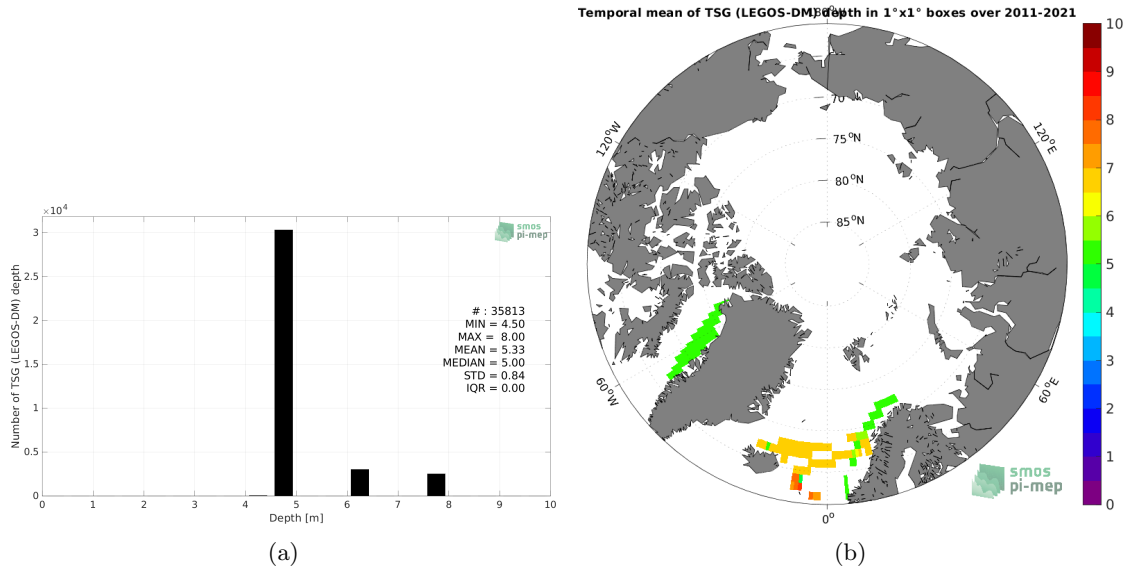 Temporal mean of TSG (LEGOS-DM) depth in 1°x1° boxes over 2011-2021
×10⁴
3
2.5
2
1.5
1
0.5
0
Number of TSG (LEGOS-DM) depth
0 1 2 3 4 5 6 7 8 9 10
Depth [m]
smos
pi-mep
# : 35813
MIN = 4.50
MAX = 8.00
MEAN = 5.33
MEDIAN = 5.00
STD = 0.84
IQR = 0.00
(a)
120°W
120°E
75°N
80°N
85°N
60°W
60°E
0°
smos
pi-mep
10
9
8
7
6
5
4
3
2
1
0
(b)